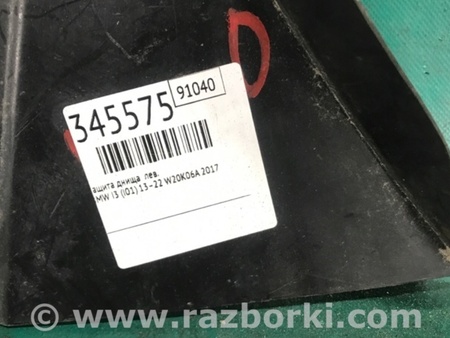 D
345575
91040
ащита днища лев.
MW i3 (I01) 13-22 W20K06A 2017
© www.razborki.com